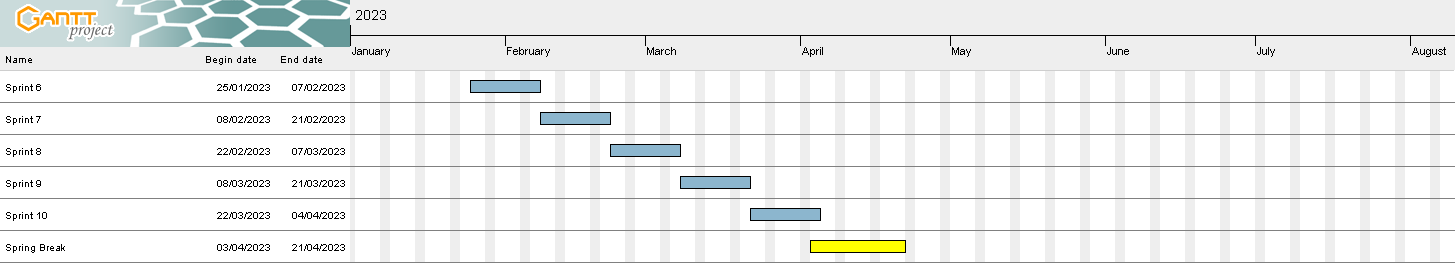 GANTT
project
2023
January February March April May June July August
Name Begin date End date
Sprint 6 25/01/2023 07/02/2023
Sprint 7 08/02/2023 21/02/2023
Sprint 8 22/02/2023 07/03/2023
Sprint 9 08/03/2023 21/03/2023
Sprint 10 22/03/2023 04/04/2023
Spring Break 03/04/2023 21/04/2023